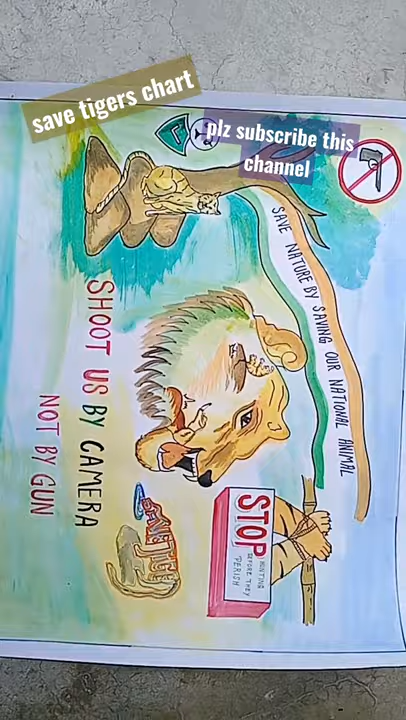 save tigers chart
plz subscribe this
channel
SAVE NATURE BY SAVING OUR NATIONAL ANIMAL
SHOOT US BY CAMERA
NOT BY GUN
STOP
HUNTING
BEFORE THEY
PERISH